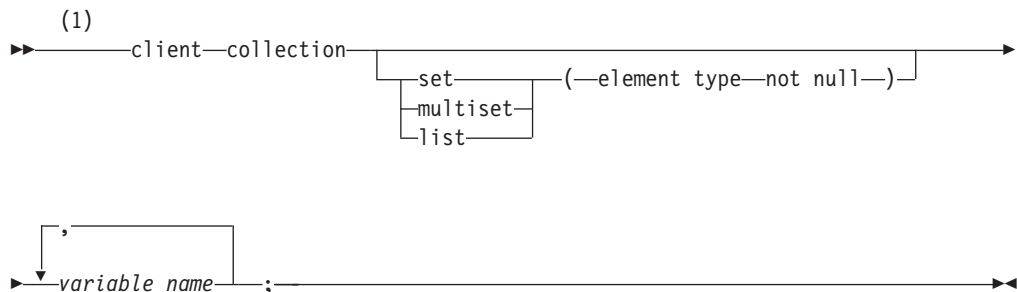 (1)
client collection
set ( element type not null )
multiset
list
,
variable name ;